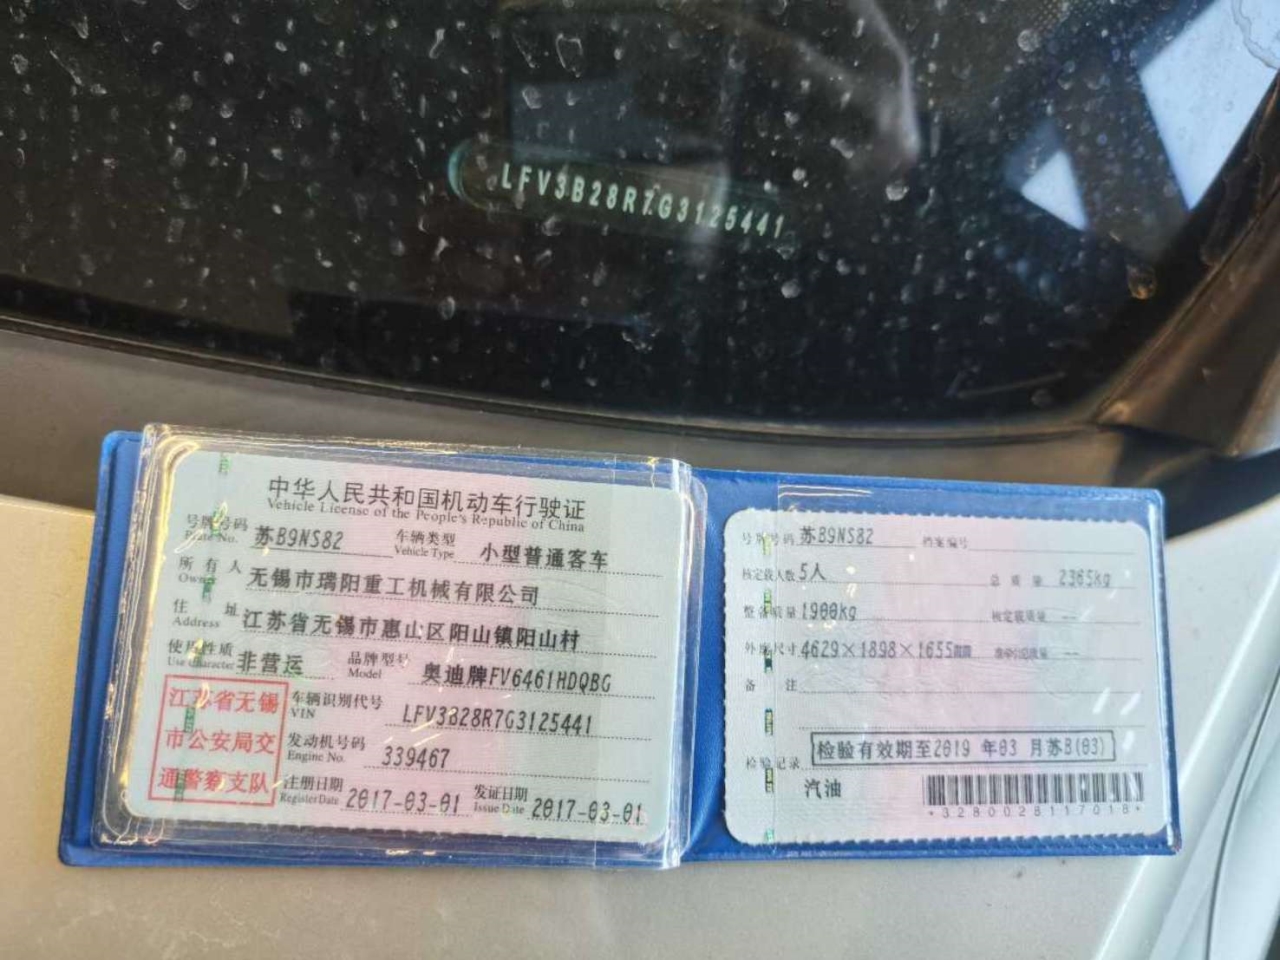 LFV3B28R7G3125441
中华人民共和国机动车行驶证
Vehicle License of the People's Republic of China
号牌号码 苏B9NS82 车辆类型 小型普通客车
Plate No. Vehicle Type
所有人 无锡市瑞阳重工机械有限公司
Owner
住址 江苏省无锡市惠山区阳山镇阳山村
Address
使用性质 非营运 品牌型号 奥迪牌FV6461HDQBG
Use Character Model
江苏省无锡
市公安局交
通警察支队
车辆识别代号 LFV3B28R7G3125441
VIN
发动机号码 339467
Engine No.
注册日期 2017-03-01 发证日期 2017-03-01
Register Date Issue Date
号牌号码 苏B9NS82 档案编号
核定载人数 5人 总质量 2365kg
整备质量 1900kg 核定载质量 —
外廓尺寸 4629×1898×1655mm 准牵引总质量 —
备注
检验记录 检验有效期至2019 年03 月苏B(03)
汽油
*3280028117018*